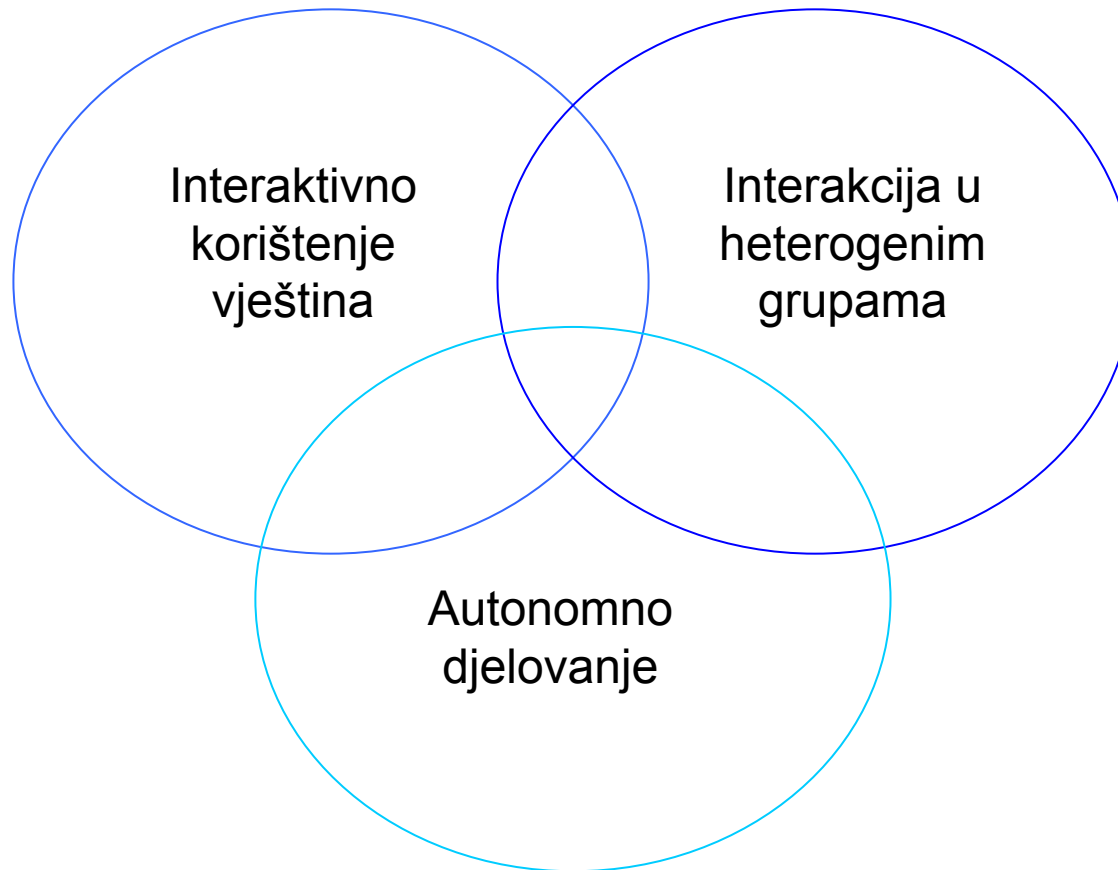 Interaktivno
korištenje
vještina
Interakcija u
heterogenim
grupama
Autonomno
djelovanje